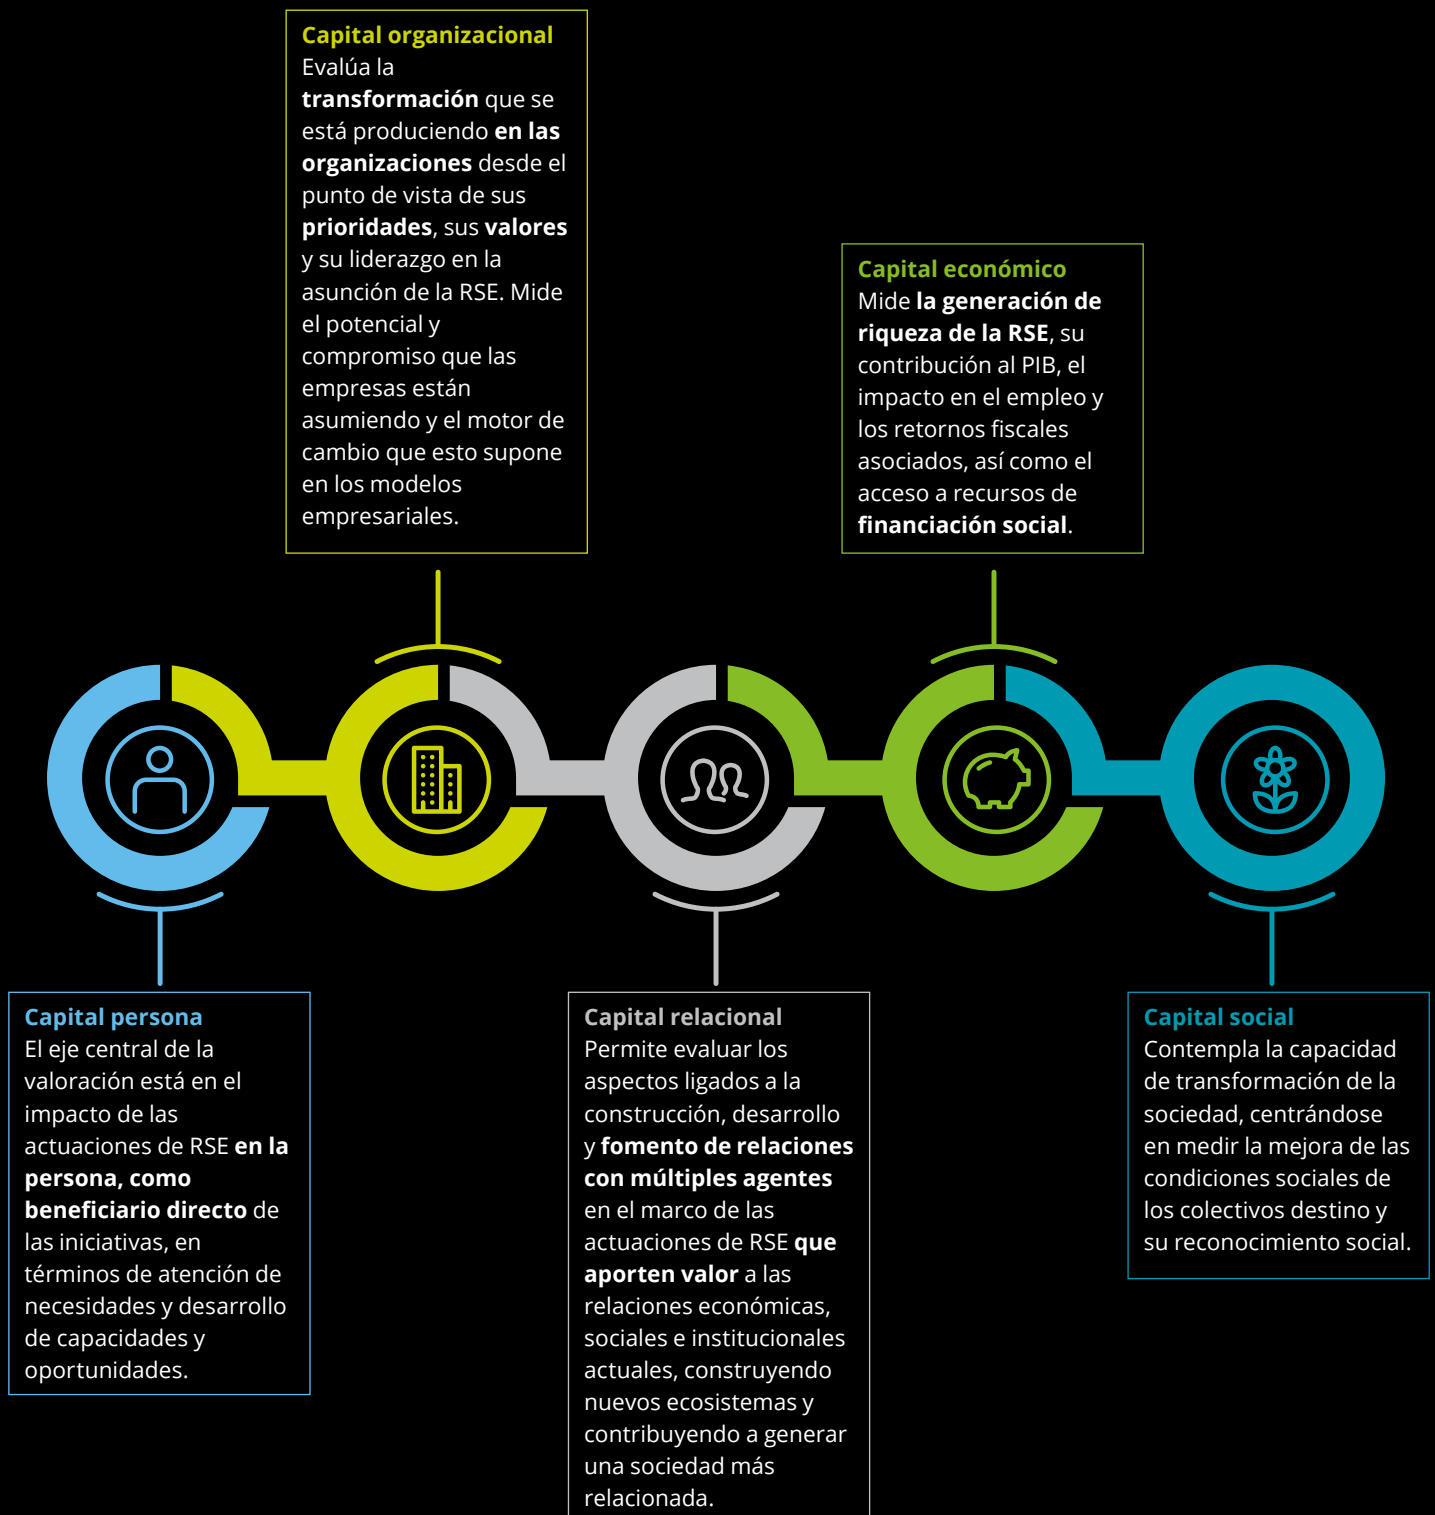 Capital organizacional
Evalúa la
transformación que se
está produciendo en las
organizaciones desde el
punto de vista de sus
prioridades, sus valores
y su liderazgo en la
asunción de la RSE. Mide
el potencial y
compromiso que las
empresas están
asumiendo y el motor de
cambio que esto supone
en los modelos
empresariales.
Capital económico
Mide la generación de
riqueza de la RSE, su
contribución al PIB, el
impacto en el empleo y
los retornos fiscales
asociados, así como el
acceso a recursos de
financiación social.
Capital persona
El eje central de la
valoración está en el
impacto de las
actuaciones de RSE en la
persona, como
beneficiario directo de
las iniciativas, en
términos de atención de
necesidades y desarrollo
de capacidades y
oportunidades.
Capital relacional
Permite evaluar los
aspectos ligados a la
construcción, desarrollo
y fomento de relaciones
con múltiples agentes
en el marco de las
actuaciones de RSE que
aporten valor a las
relaciones económicas,
sociales e institucionales
actuales, construyendo
nuevos ecosistemas y
contribuyendo a generar
una sociedad más
relacionada.
Capital social
Contempla la capacidad
de transformación de la
sociedad, centrándose
en medir la mejora de las
condiciones sociales de
los colectivos destino y
su reconocimiento social.